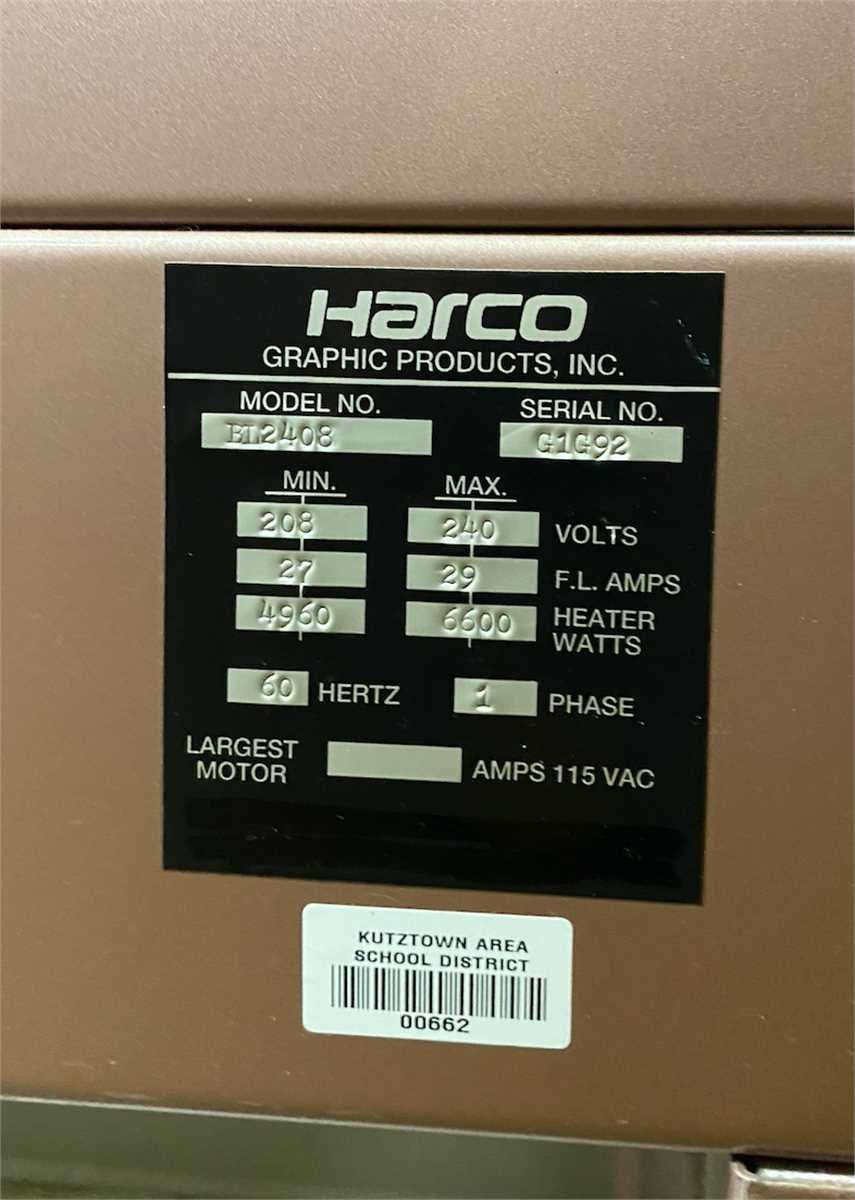 Harco
GRAPHIC PRODUCTS, INC.
MODEL NO. SERIAL NO.
BL2408 G1G92
MIN. MAX.
208 240 VOLTS
27 29 F.L. AMPS
4960 6600 HEATER
WATTS
60 HERTZ 1 PHASE
LARGEST
MOTOR AMPS 115 VAC
KUTZTOWN AREA
SCHOOL DISTRICT
00662